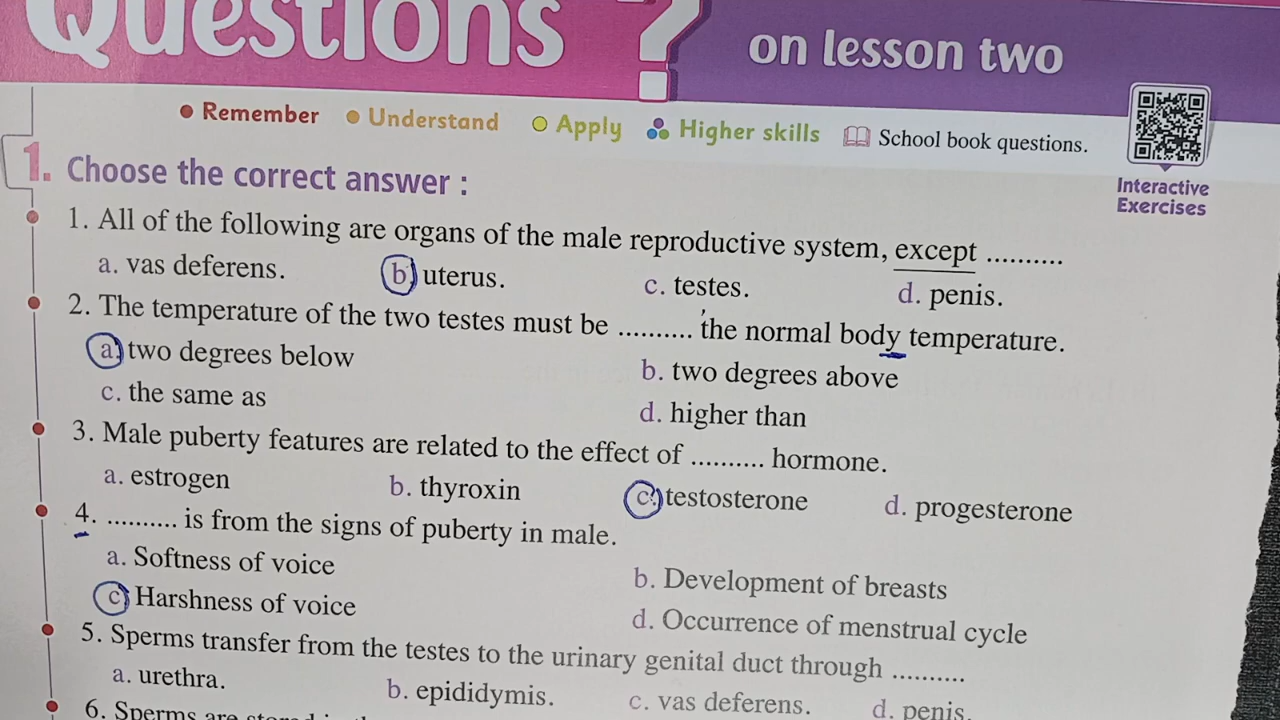 Questions ?
on lesson two
Remember Understand Apply Higher skills School book questions.
Interactive
Exercises
1. Choose the correct answer :
1. All of the following are organs of the male reproductive system, except ..........
a. vas deferens. b. uterus. c. testes. d. penis.
2. The temperature of the two testes must be .......... the normal body temperature.
a. two degrees below b. two degrees above
c. the same as d. higher than
3. Male puberty features are related to the effect of .......... hormone.
a. estrogen b. thyroxin c. testosterone d. progesterone
4. .......... is from the signs of puberty in male.
a. Softness of voice b. Development of breasts
c. Harshness of voice d. Occurrence of menstrual cycle
5. Sperms transfer from the testes to the urinary genital duct through ..........
a. urethra. b. epididymis. c. vas deferens. d. penis.
6. Sperms are stored in the